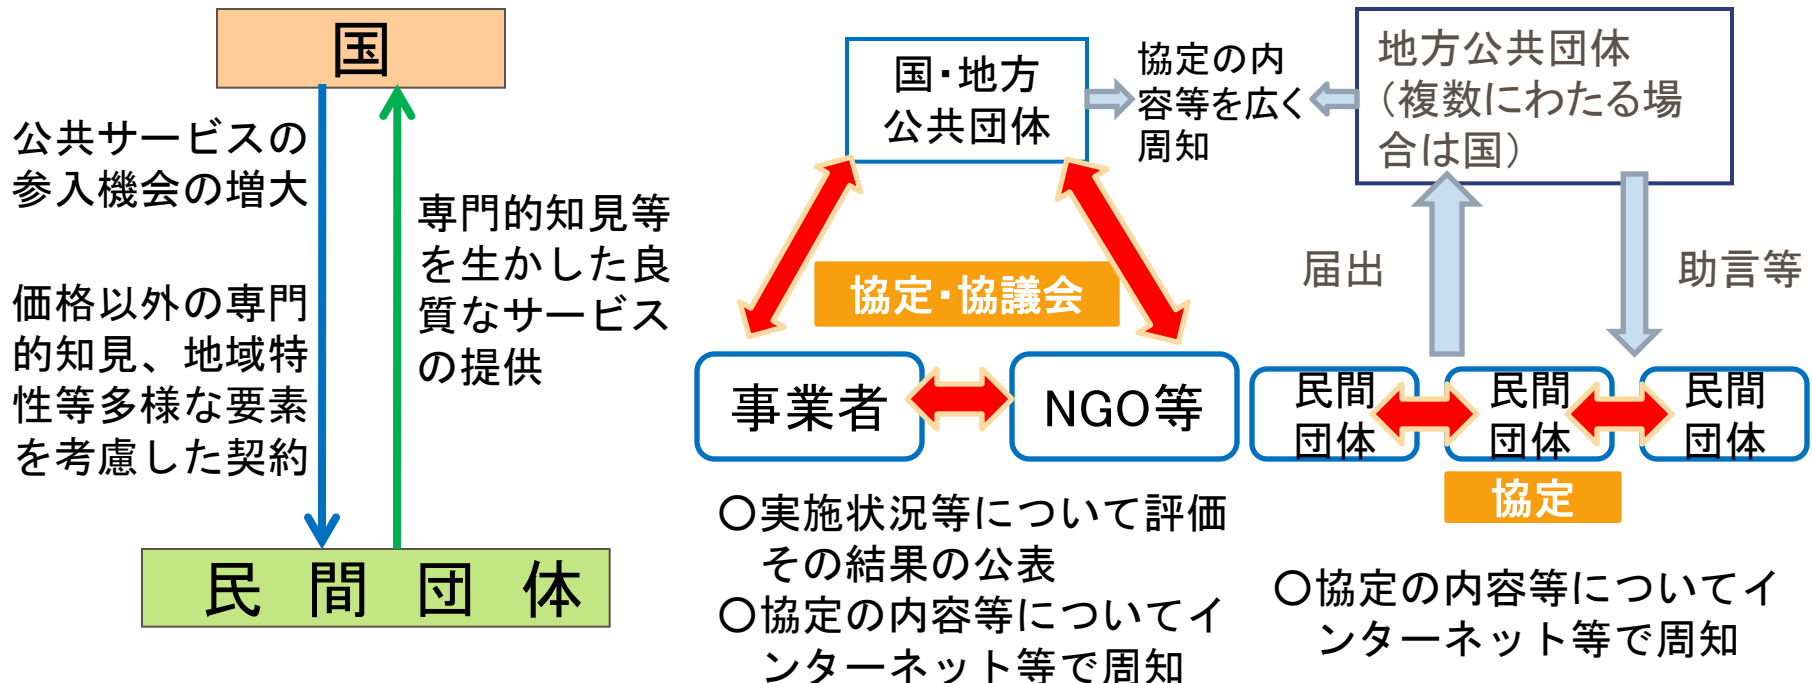 国
公共サービスの
参入機会の増大
価格以外の専門
的知見、地域特
性等多様な要素
を考慮した契約
専門的知見等
を生かした良
質なサービス
の提供
民間団体
国・地方
公共団体
協定の内
容等を広く
周知
地方公共団体
（複数にわたる場
合は国）
協定・協議会
届出
助言等
事業者
NGO等
民間
団体
民間
団体
民間
団体
協定
○実施状況等について評価
その結果の公表
○協定の内容等についてイ
ンターネット等で周知
○協定の内容等についてイ
ンターネット等で周知